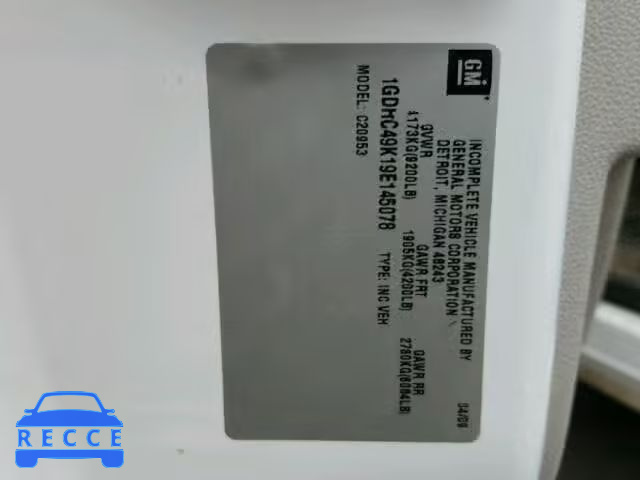 GM
INCOMPLETE VEHICLE MANUFACTURED BY
GENERAL MOTORS CORPORATION
DETROIT, MICHIGAN 48243
04/09
GVWR GAWR FRT GAWR RR
4173KG(9200LB) 1905KG(4200LB) 2760KG(6084LB)
1GDHC49K19E145078
MODEL: C20953 TYPE: INC VEH
RECCE